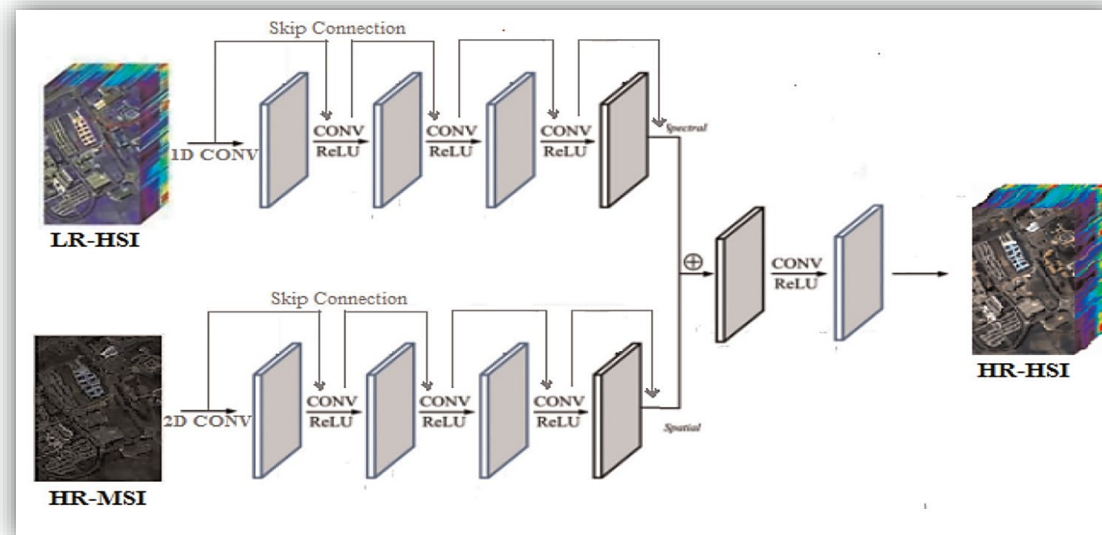 Skip Connection
1D CONV
CONV
ReLU
CONV
ReLU
CONV
ReLU
Spectral
LR-HSI
⊕
CONV
ReLU
HR-HSI
Skip Connection
2D CONV
CONV
ReLU
CONV
ReLU
CONV
ReLU
Spatial
HR-MSI